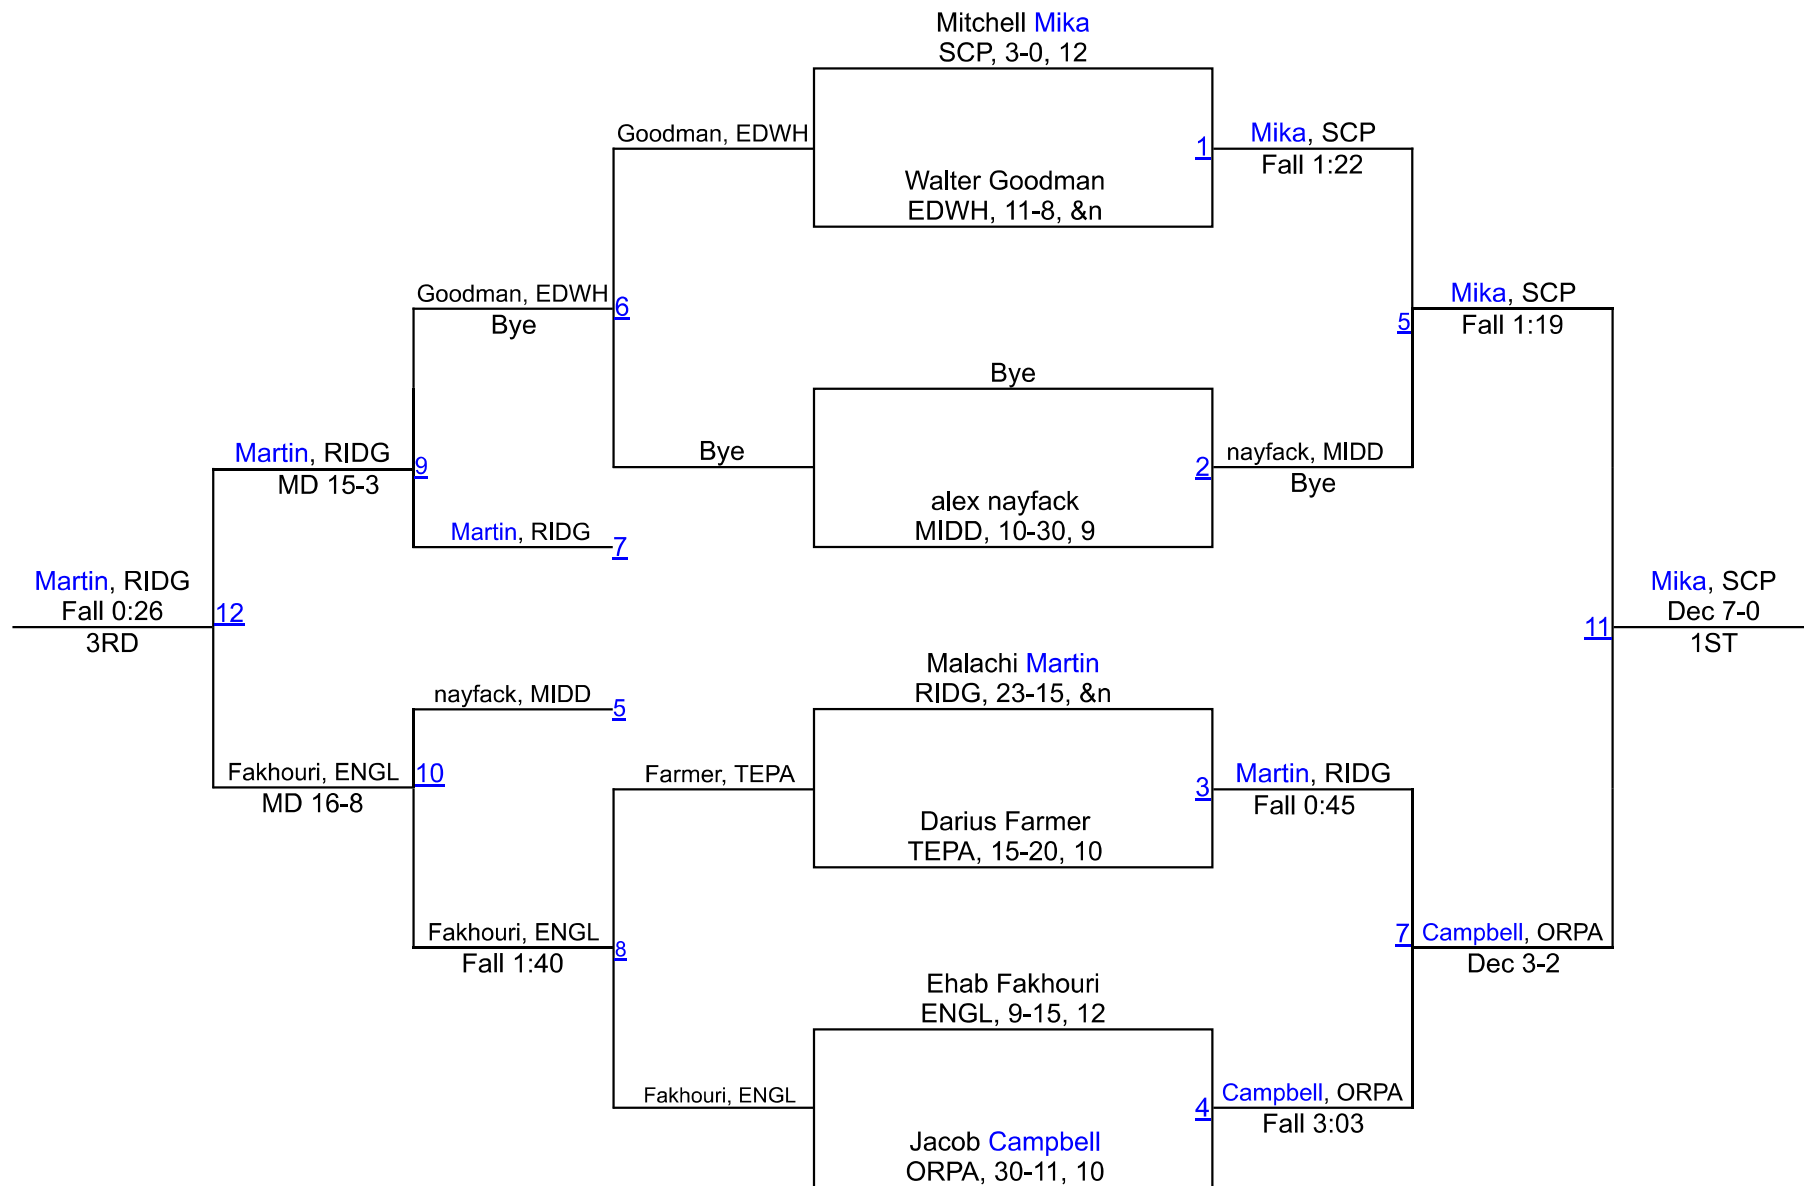 Mitchell Mika
SCP, 3-0, 12
Goodman, EDWH
1
Mika, SCP
Fall 1:22
Walter Goodman
EDWH, 11-8, &n
Goodman, EDWH
Bye
6
5
Mika, SCP
Fall 1:19
Bye
Martin, RIDG
MD 15-3
9
Bye
2
nayfack, MIDD
Bye
alex nayfack
MIDD, 10-30, 9
Martin, RIDG
7
Martin, RIDG
Fall 0:26
3RD
12
11
Mika, SCP
Dec 7-0
1ST
Malachi Martin
RIDG, 23-15, &n
nayfack, MIDD
5
Fakhouri, ENGL
MD 16-8
10
Farmer, TEPA
3
Martin, RIDG
Fall 0:45
Darius Farmer
TEPA, 15-20, 10
Fakhouri, ENGL
Fall 1:40
8
7
Campbell, ORPA
Dec 3-2
Ehab Fakhouri
ENGL, 9-15, 12
Fakhouri, ENGL
4
Campbell, ORPA
Fall 3:03
Jacob Campbell
ORPA, 30-11, 10